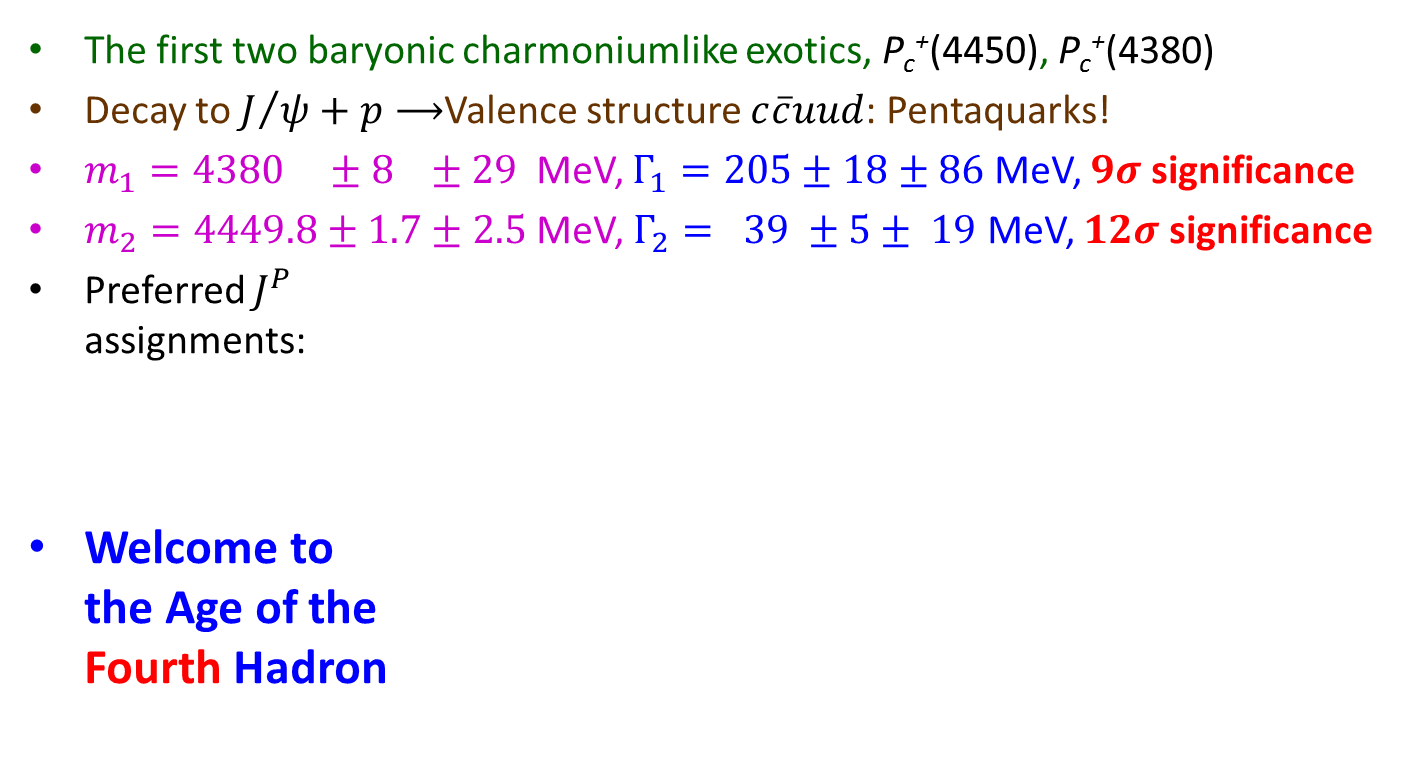 • The first two baryonic charmoniumlike exotics, P_c^+(4450), P_c^+(4380)
• Decay to J/ψ + p ⟶Valence structure cc̄uud: Pentaquarks!
• m₁ = 4380 ± 8 ± 29 MeV, Γ₁ = 205 ± 18 ± 86 MeV, 9σ significance
• m₂ = 4449.8 ± 1.7 ± 2.5 MeV, Γ₂ = 39 ± 5 ± 19 MeV, 12σ significance
• Preferred J^P
assignments:
• Welcome to
the Age of the
Fourth Hadron